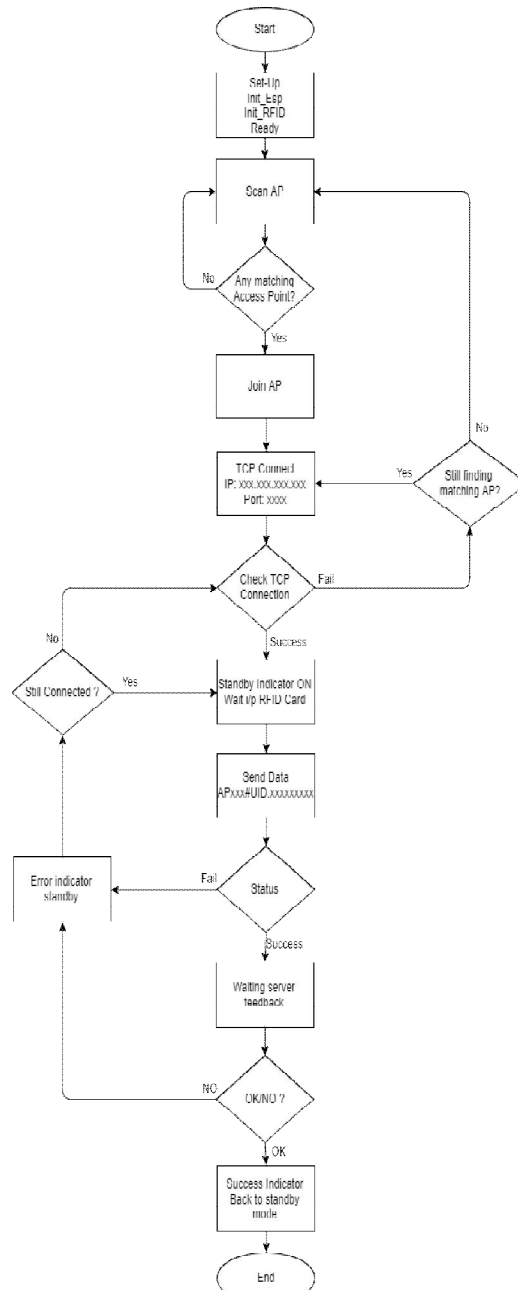 Start
Set-Up
Init_Esp
Init_RFID
Ready
Scan AP
No
Any matching
Access Point?
Yes
Join AP
No
TCP Connect
IP: xxx.xxx.xxx.xxx
Port: xxxx
Yes
Still finding
matching AP?
Check TCP
Connection
Fail
No
Success
Still Connected ?
Yes
Standby Indicator ON
Wait i/p RFID Card
Send Data
APxxx#UID.xxxxxxxxx
Error indicator
standby
Fail
Status
Success
Waiting server
feedback
NO
OK/NO ?
OK
Success Indicator
Back to standby
mode
End